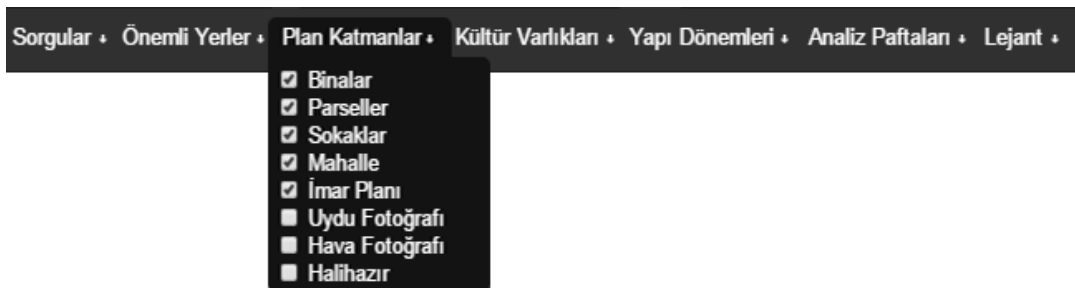 Sorgular Önemli Yerler Plan Katmanlar Kültür Varlıkları Yapı Dönemleri Analiz Paftaları Lejant
Binalar
Parseller
Sokaklar
Mahalle
İmar Planı
Uydu Fotoğrafı
Hava Fotoğrafı
Halihazır